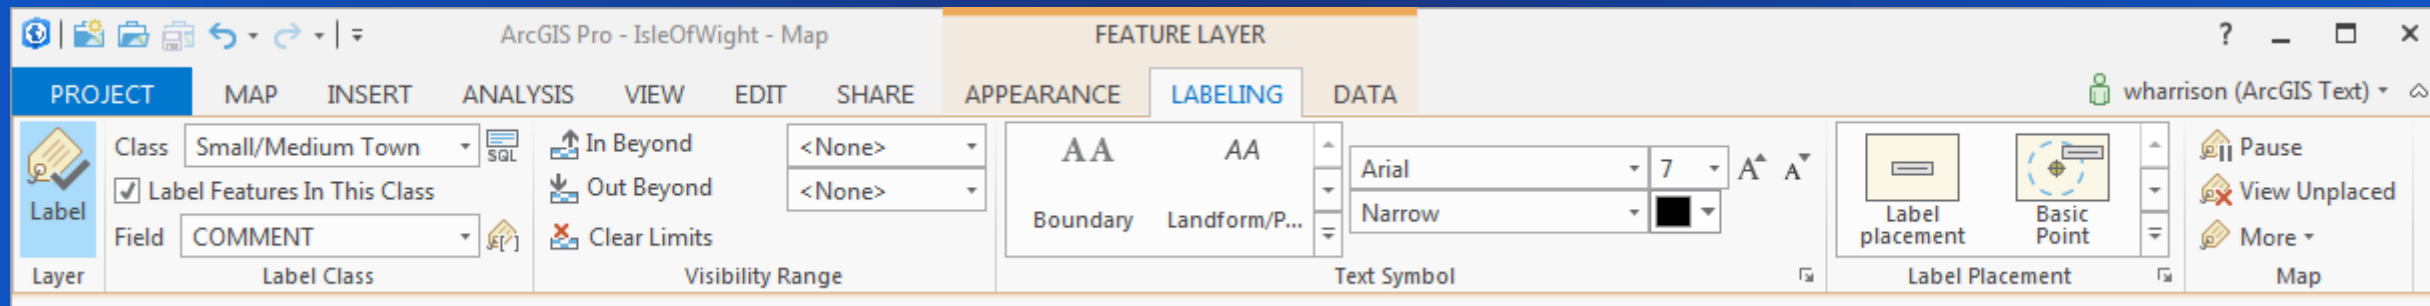 ArcGIS Pro - IsleOfWight - Map FEATURE LAYER ?
PROJECT MAP INSERT ANALYSIS VIEW EDIT SHARE APPEARANCE LABELING DATA wharrison (ArcGIS Text)
Label
Layer
Class Small/Medium Town SQL
Label Features In This Class
Field COMMENT
Label Class
In Beyond <None>
Out Beyond <None>
Clear Limits
Visibility Range
AA AA
Boundary Landform/P...
Arial 7 A A
Narrow
Text Symbol
Label placement
Basic Point
Label Placement
Pause
View Unplaced
More
Map